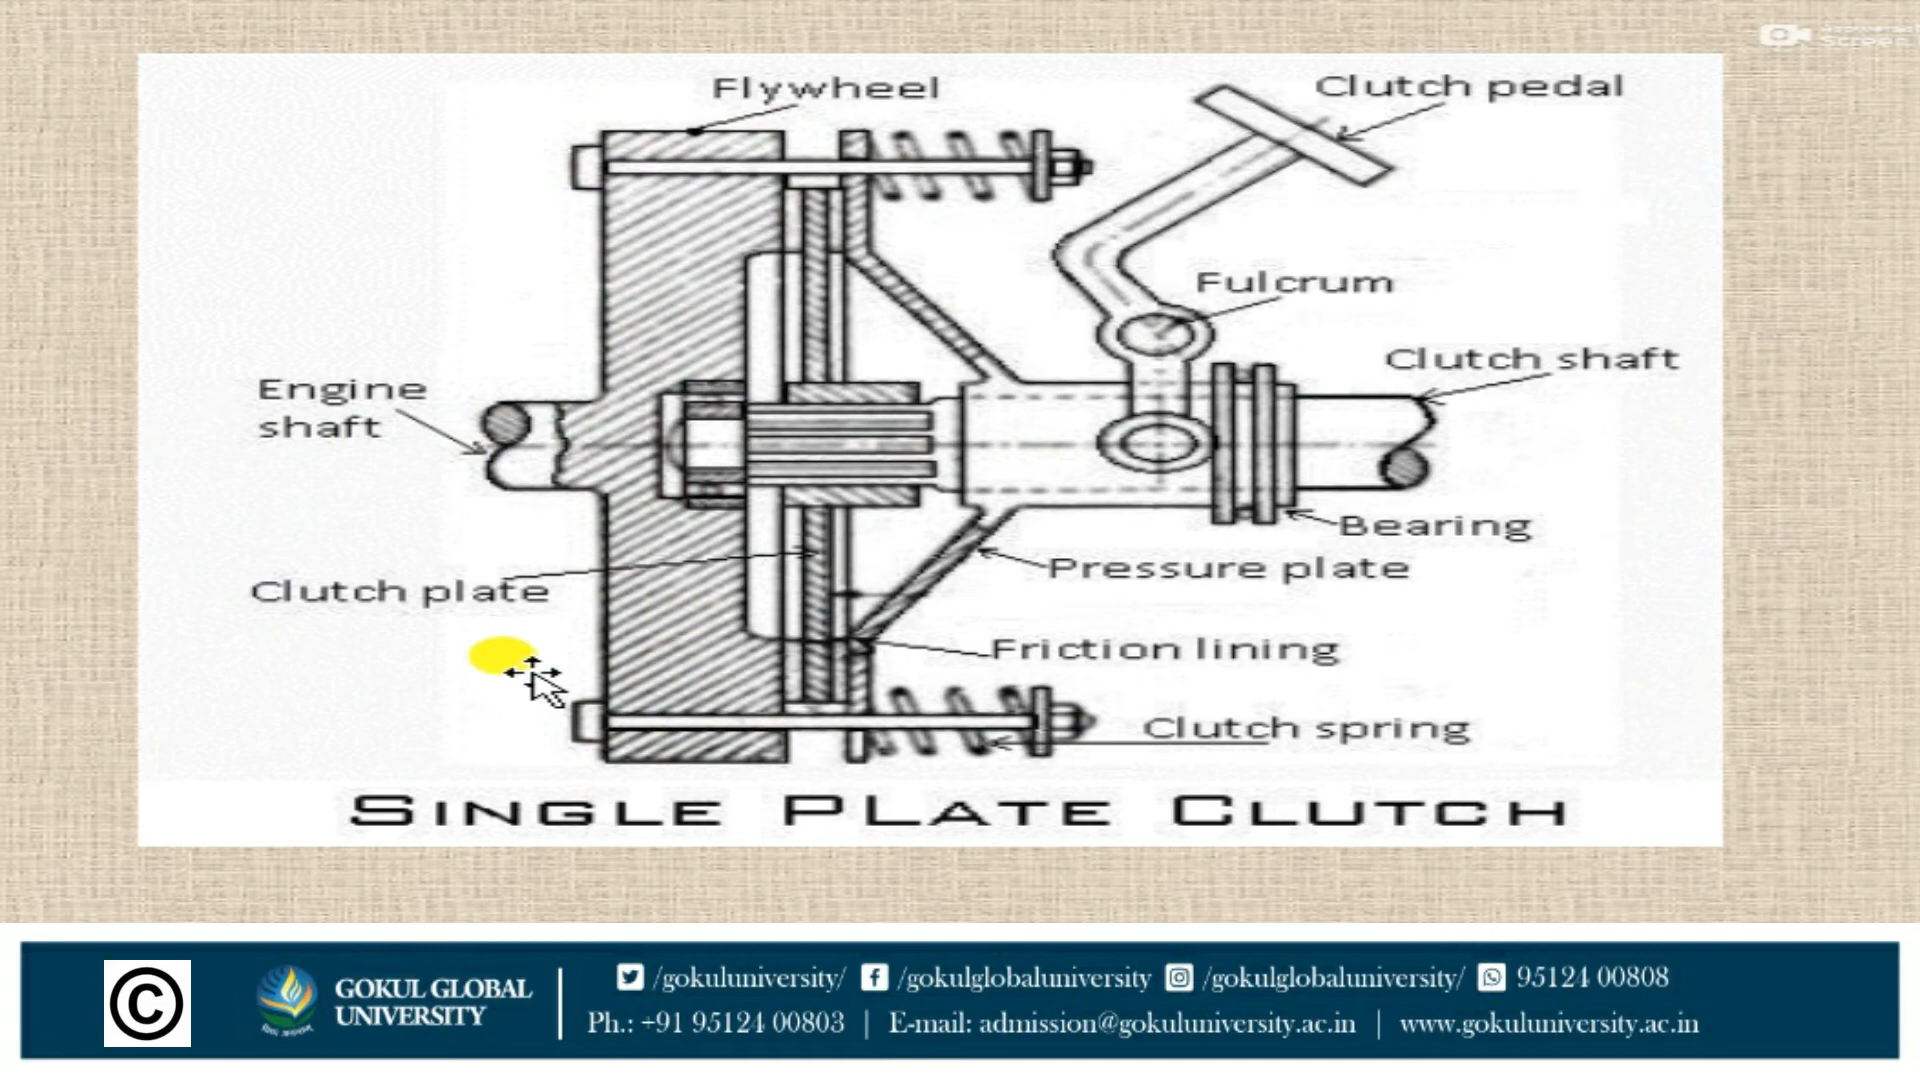 Flywheel
Clutch pedal
Fulcrum
Clutch shaft
Engine
shaft
Bearing
Pressure plate
Clutch plate
Friction lining
Clutch spring
SINGLE PLATE CLUTCH
GOKUL GLOBAL
UNIVERSITY
/gokuluniversity/ /gokulglobaluniversity /gokulglobaluniversity/ 95124 00808
Ph.: +91 95124 00803 | E-mail: admission@gokuluniversity.ac.in | www.gokuluniversity.ac.in